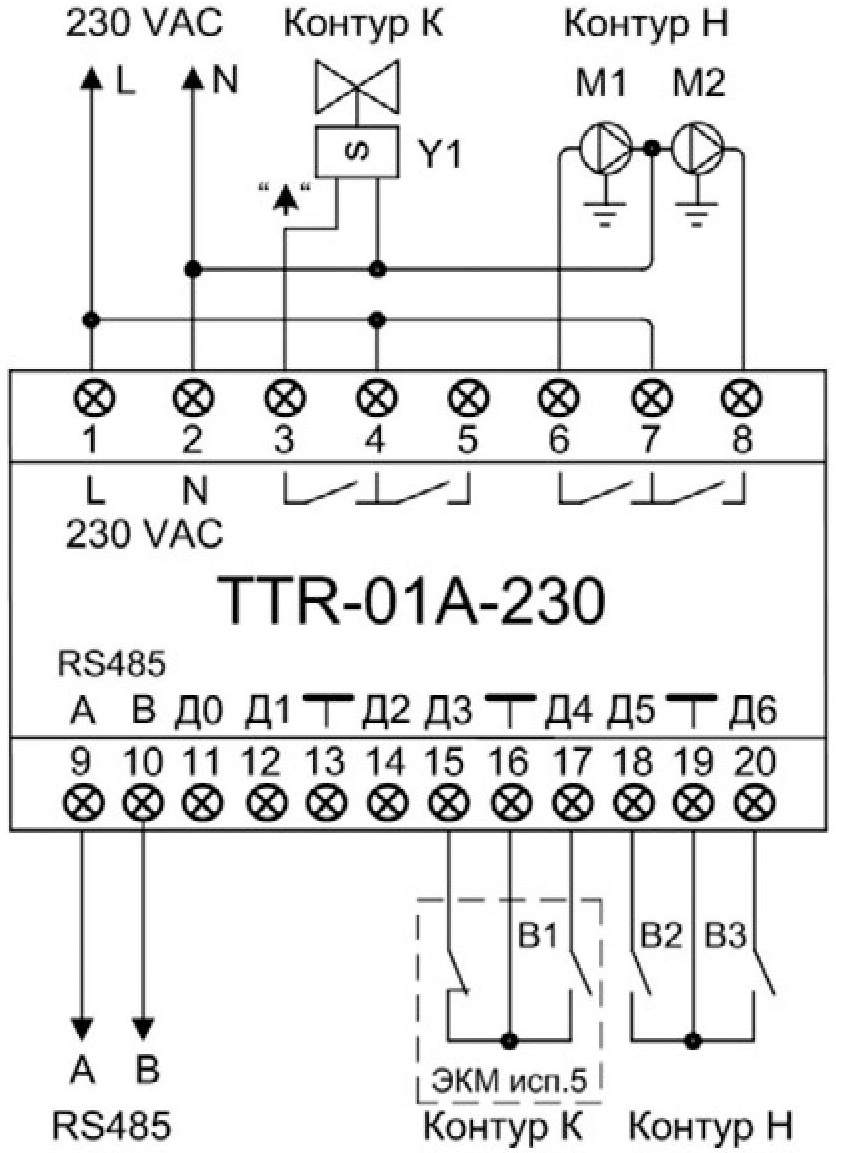 230 VAC Контур К Контур Н
L N M1 M2
S Y1
“ “
1 2 3 4 5 6 7 8
L N
230 VAC
TTR-01A-230
RS485
A B Д0 Д1 Д2 Д3 Д4 Д5 Д6
9 10 11 12 13 14 15 16 17 18 19 20
B1 B2 B3
ЭКМ исп.5
A B
RS485 Контур К Контур Н